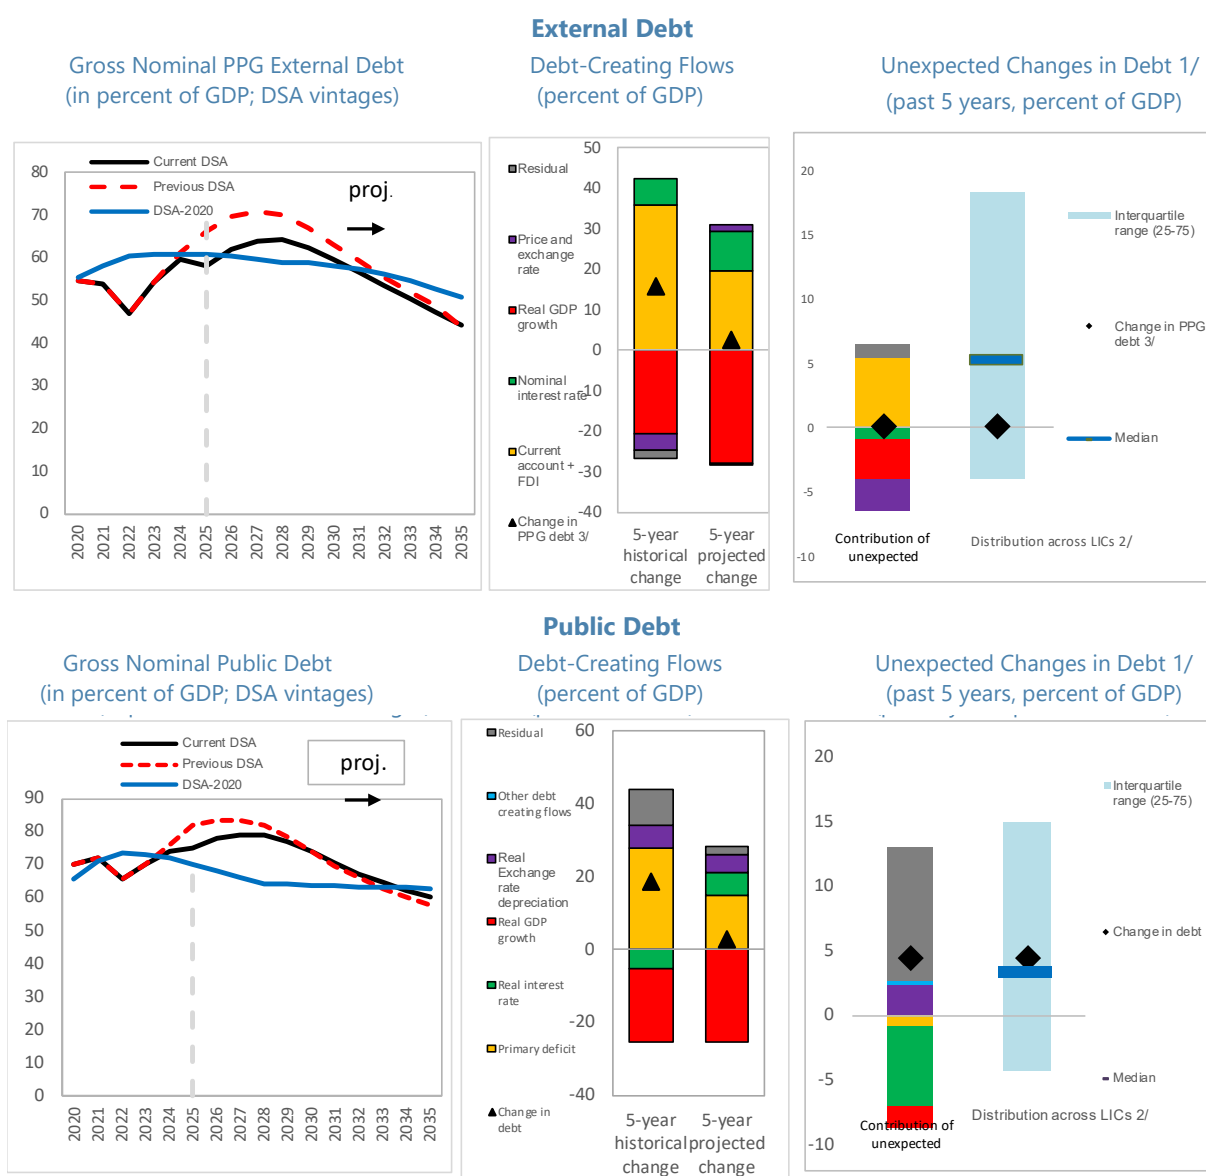 External Debt
Gross Nominal PPG External Debt
(in percent of GDP; DSA vintages)
Debt-Creating Flows
(percent of GDP)
Unexpected Changes in Debt 1/
(past 5 years, percent of GDP)
Current DSA
Previous DSA
DSA-2020
proj.
80
70
60
50
40
30
20
10
0
2020
2021
2022
2023
2024
2025
2026
2027
2028
2029
2030
2031
2032
2033
2034
2035
Residual
Price and
exchange
rate
Real GDP
growth
Nominal
interest rate
Current
account +
FDI
Change in
PPG debt 3/
50
40
30
20
10
0
-10
-20
-30
-40
5-year
historical
change
5-year
projected
change
20
15
10
5
0
-5
-10
Contribution of
unexpected
Distribution across LICs 2/
Interquartile
range (25-75)
Change in PPG
debt 3/
Median
Public Debt
Gross Nominal Public Debt
(in percent of GDP; DSA vintages)
Debt-Creating Flows
(percent of GDP)
Unexpected Changes in Debt 1/
(past 5 years, percent of GDP)
Current DSA
Previous DSA
DSA-2020
proj.
90
80
70
60
50
40
30
20
10
0
2020
2021
2022
2023
2024
2025
2026
2027
2028
2029
2030
2031
2032
2033
2034
2035
Residual
Other debt
creating flows
Real
Exchange
rate
depreciation
Real GDP
growth
Real interest
rate
Primary deficit
Change in
debt
60
40
20
0
-20
-40
5-year
historical
change
5-year
projected
change
20
15
10
5
0
-5
-10
Contribution of
unexpected
Distribution across LICs 2/
Interquartile
range (25-75)
Change in debt
Median